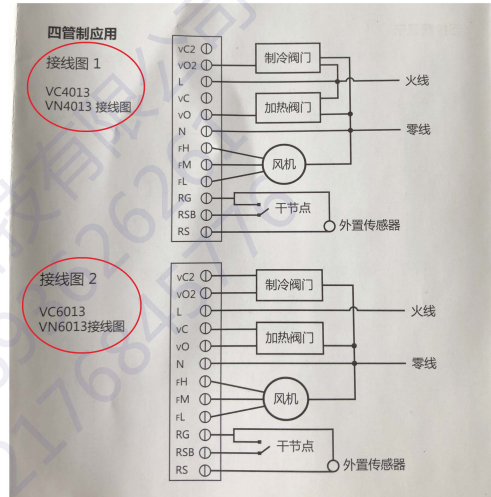 四管制应用
接线图 1
VC4013
VN4013 接线图
VC2
VO2
L
VC
VO
N
FH
FM
FL
RG
RSB
RS
制冷阀门
加热阀门
风机
干节点
外置传感器
火线
零线
接线图 2
VC6013
VN6013接线图
VC2
VO2
L
VC
VO
N
FH
FM
FL
RG
RSB
RS
制冷阀门
加热阀门
风机
干节点
外置传感器
火线
零线